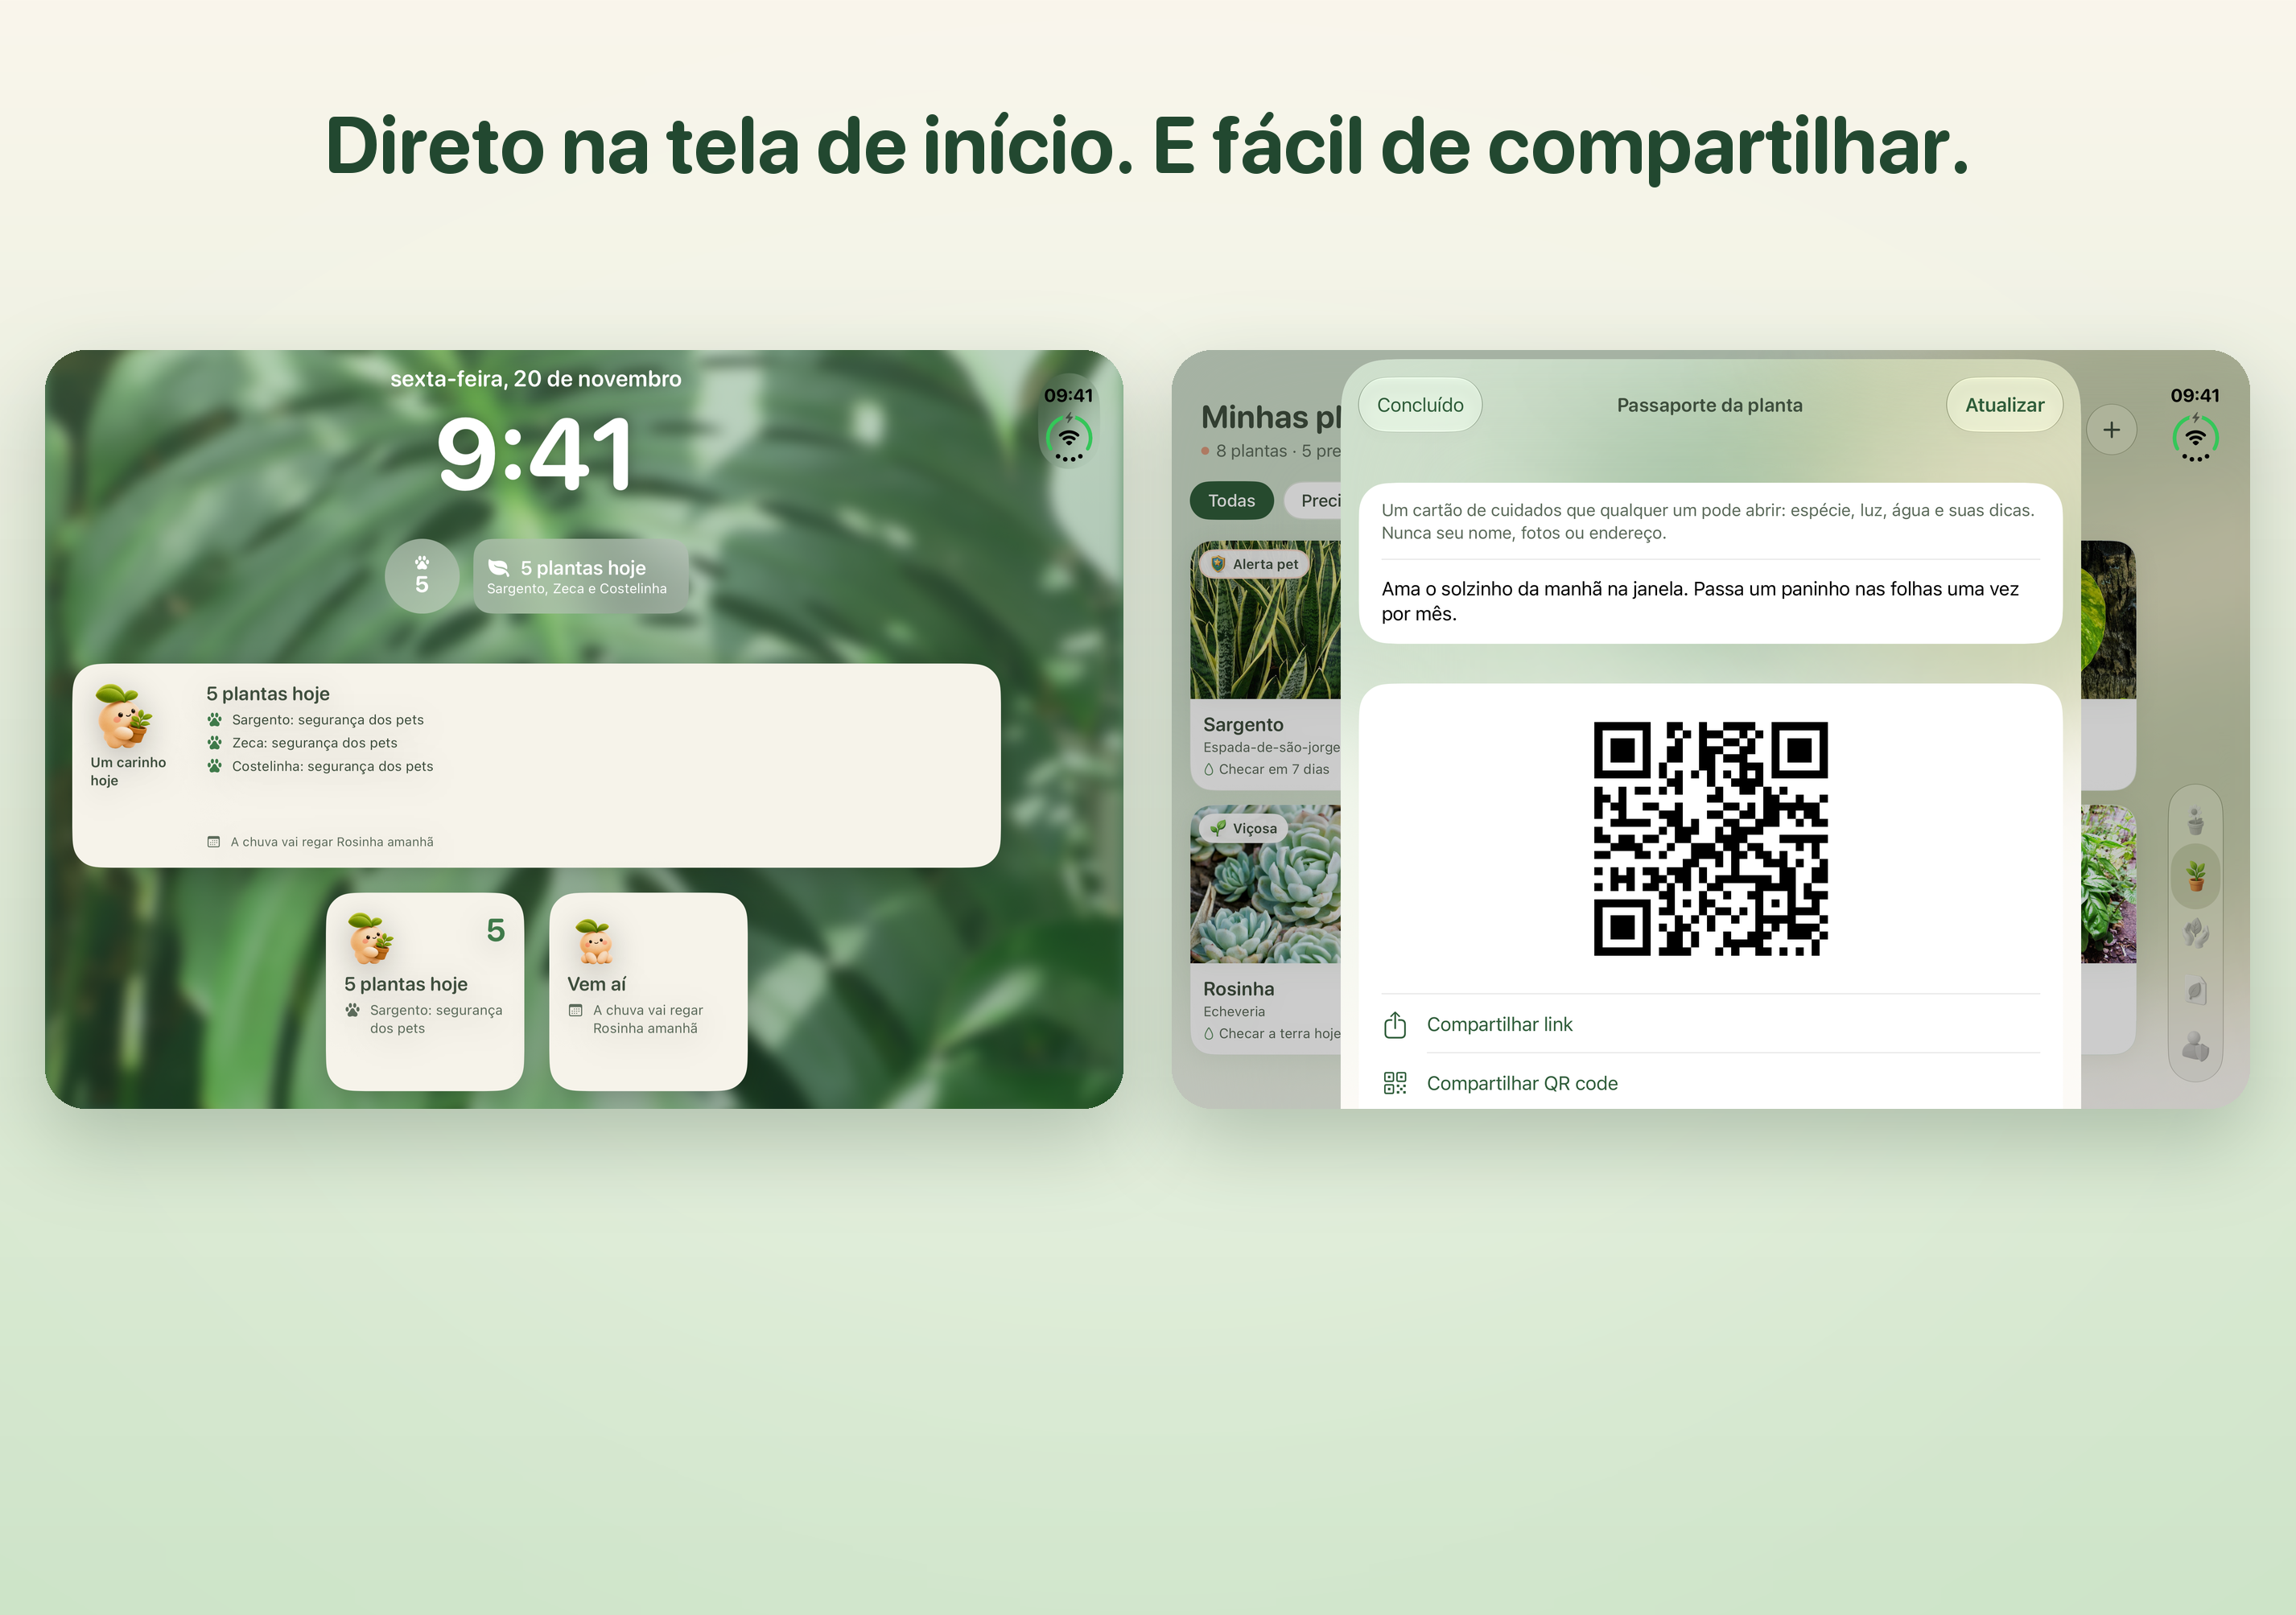 Direto na tela de início. E fácil de compartilhar.
sexta-feira, 20 de novembro
9:41
09:41
5
5 plantas hoje
Sargento, Zeca e Costelinha
5 plantas hoje
Sargento: segurança dos pets
Zeca: segurança dos pets
Costelinha: segurança dos pets
Um carinho
hoje
A chuva vai regar Rosinha amanhã
5
5 plantas hoje
Sargento: segurança
dos pets
Vem aí
A chuva vai regar
Rosinha amanhã
Minhas pl
8 plantas · 5 pre
Todas
Preci
Alerta pet
Sargento
Espada-de-são-jorge
Checar em 7 dias
Viçosa
Rosinha
Echeveria
Checar a terra hoje
Concluído
Passaporte da planta
Atualizar
Um cartão de cuidados que qualquer um pode abrir: espécie, luz, água e suas dicas.
Nunca seu nome, fotos ou endereço.
Ama o solzinho da manhã na janela. Passa um paninho nas folhas uma vez
por mês.
Compartilhar link
Compartilhar QR code
09:41